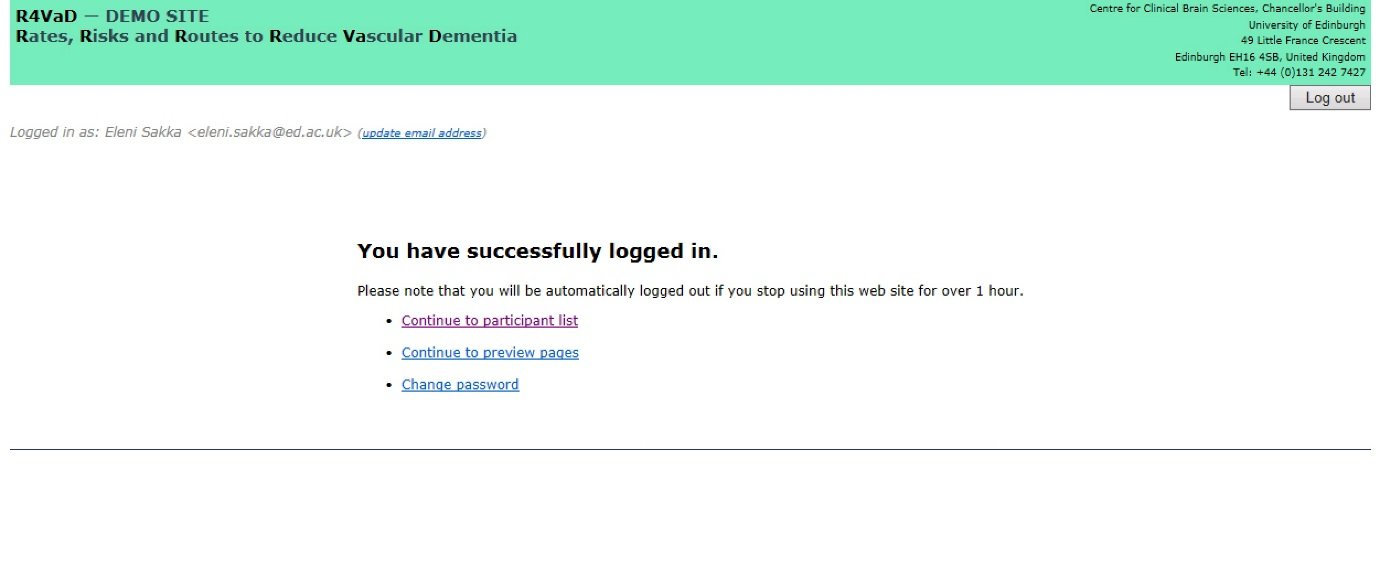 R4VaD — DEMO SITE
Rates, Risks and Routes to Reduce Vascular Dementia
Centre for Clinical Brain Sciences, Chancellor's Building
University of Edinburgh
49 Little France Crescent
Edinburgh EH16 4SB, United Kingdom
Tel: +44 (0)131 242 7427
Log out
Logged in as: Eleni Sakka <eleni.sakka@ed.ac.uk> (update email address)
You have successfully logged in.
Please note that you will be automatically logged out if you stop using this web site for over 1 hour.
• Continue to participant list
• Continue to preview pages
• Change password